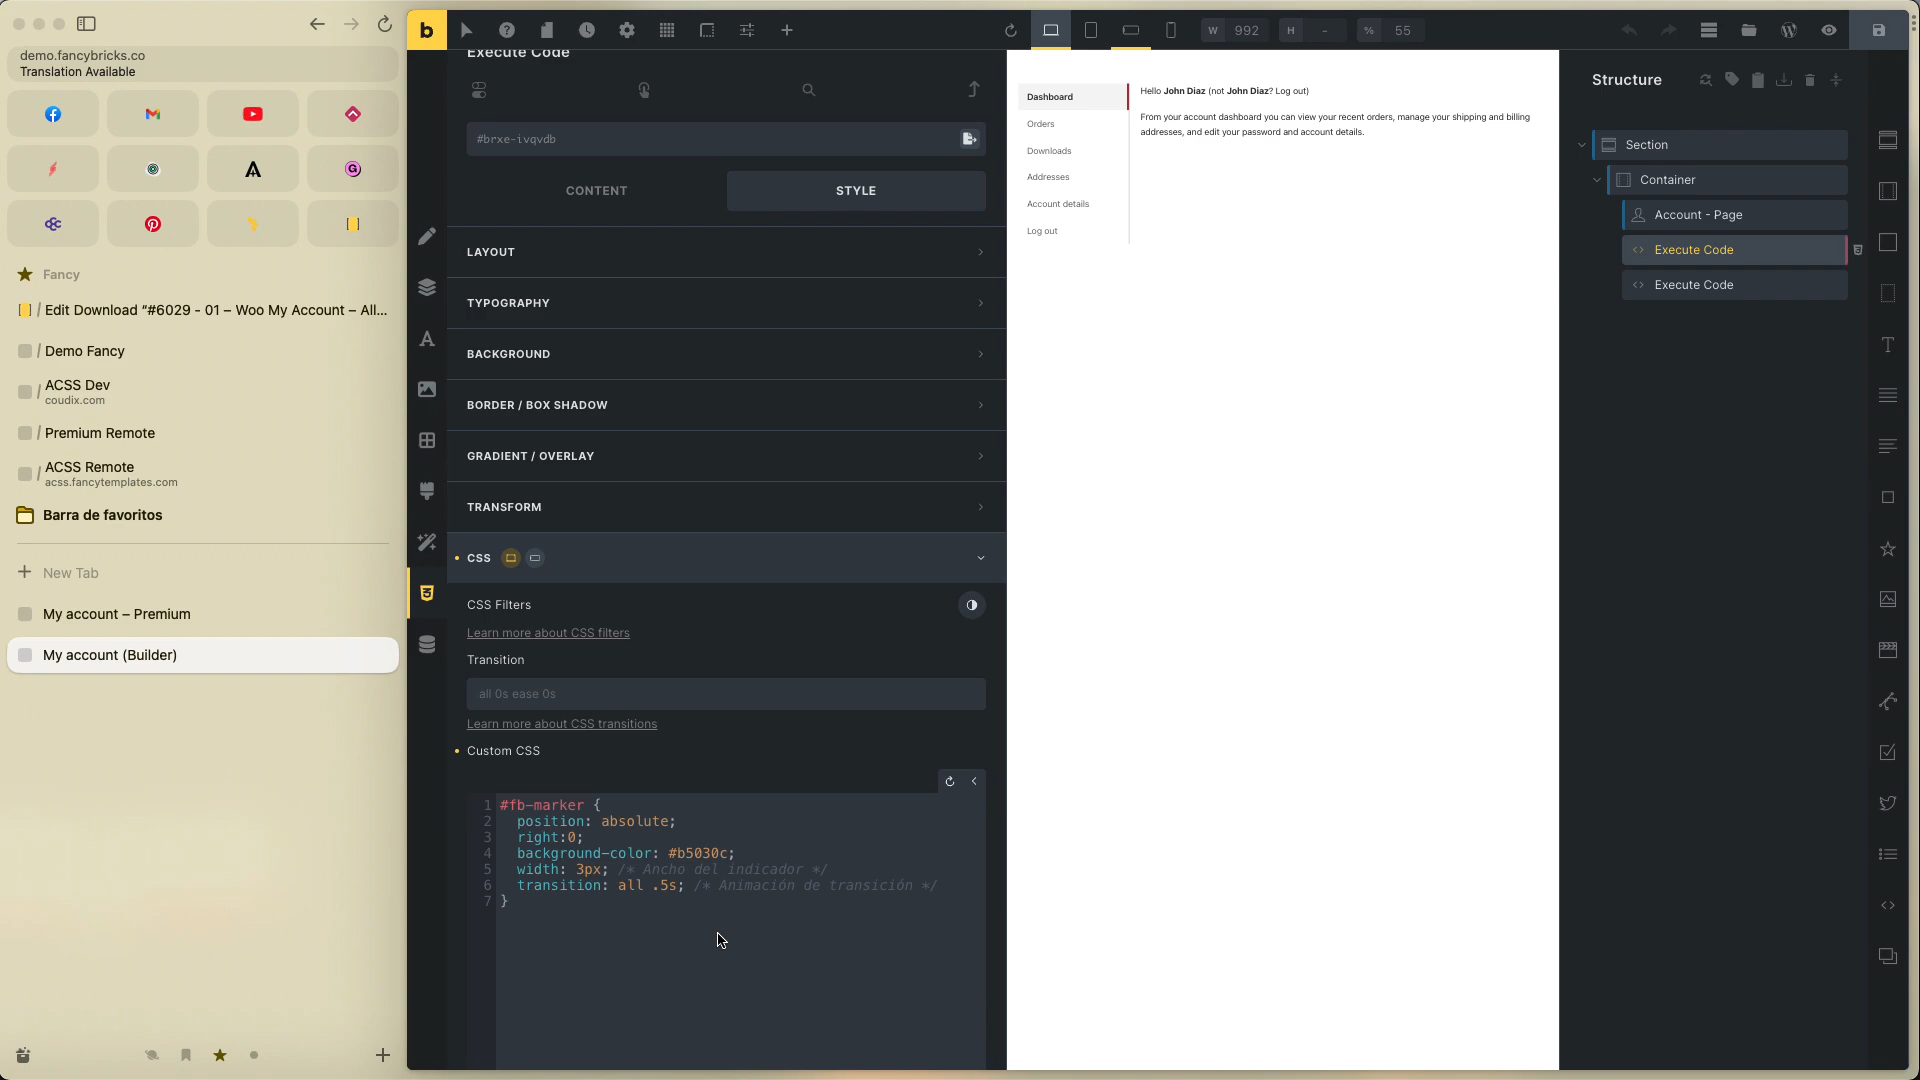 demo.fancybricks.co
Translation Available
Fancy
/ Edit Download “#6029 - 01 – Woo My Account – All...
/ Demo Fancy
/ ACSS Dev
coudix.com
/ Premium Remote
/ ACSS Remote
acss.fancytemplates.com
Barra de favoritos
New Tab
My account – Premium
My account (Builder)
b
W 992
H -
% 55
Execute Code
#brxe-ivqvdb
CONTENT
STYLE
LAYOUT
TYPOGRAPHY
BACKGROUND
BORDER / BOX SHADOW
GRADIENT / OVERLAY
TRANSFORM
CSS
CSS Filters
Learn more about CSS filters
Transition
all 0s ease 0s
Learn more about CSS transitions
Custom CSS
1 #fb-marker {
2 position: absolute;
3 right:0;
4 background-color: #b5030c;
5 width: 3px; /* Ancho del indicador */
6 transition: all .5s; /* Animación de transición */
7 }
Dashboard
Orders
Downloads
Addresses
Account details
Log out
Hello John Diaz (not John Diaz? Log out)
From your account dashboard you can view your recent orders, manage your shipping and billing
addresses, and edit your password and account details.
Structure
Section
Container
Account - Page
Execute Code
Execute Code